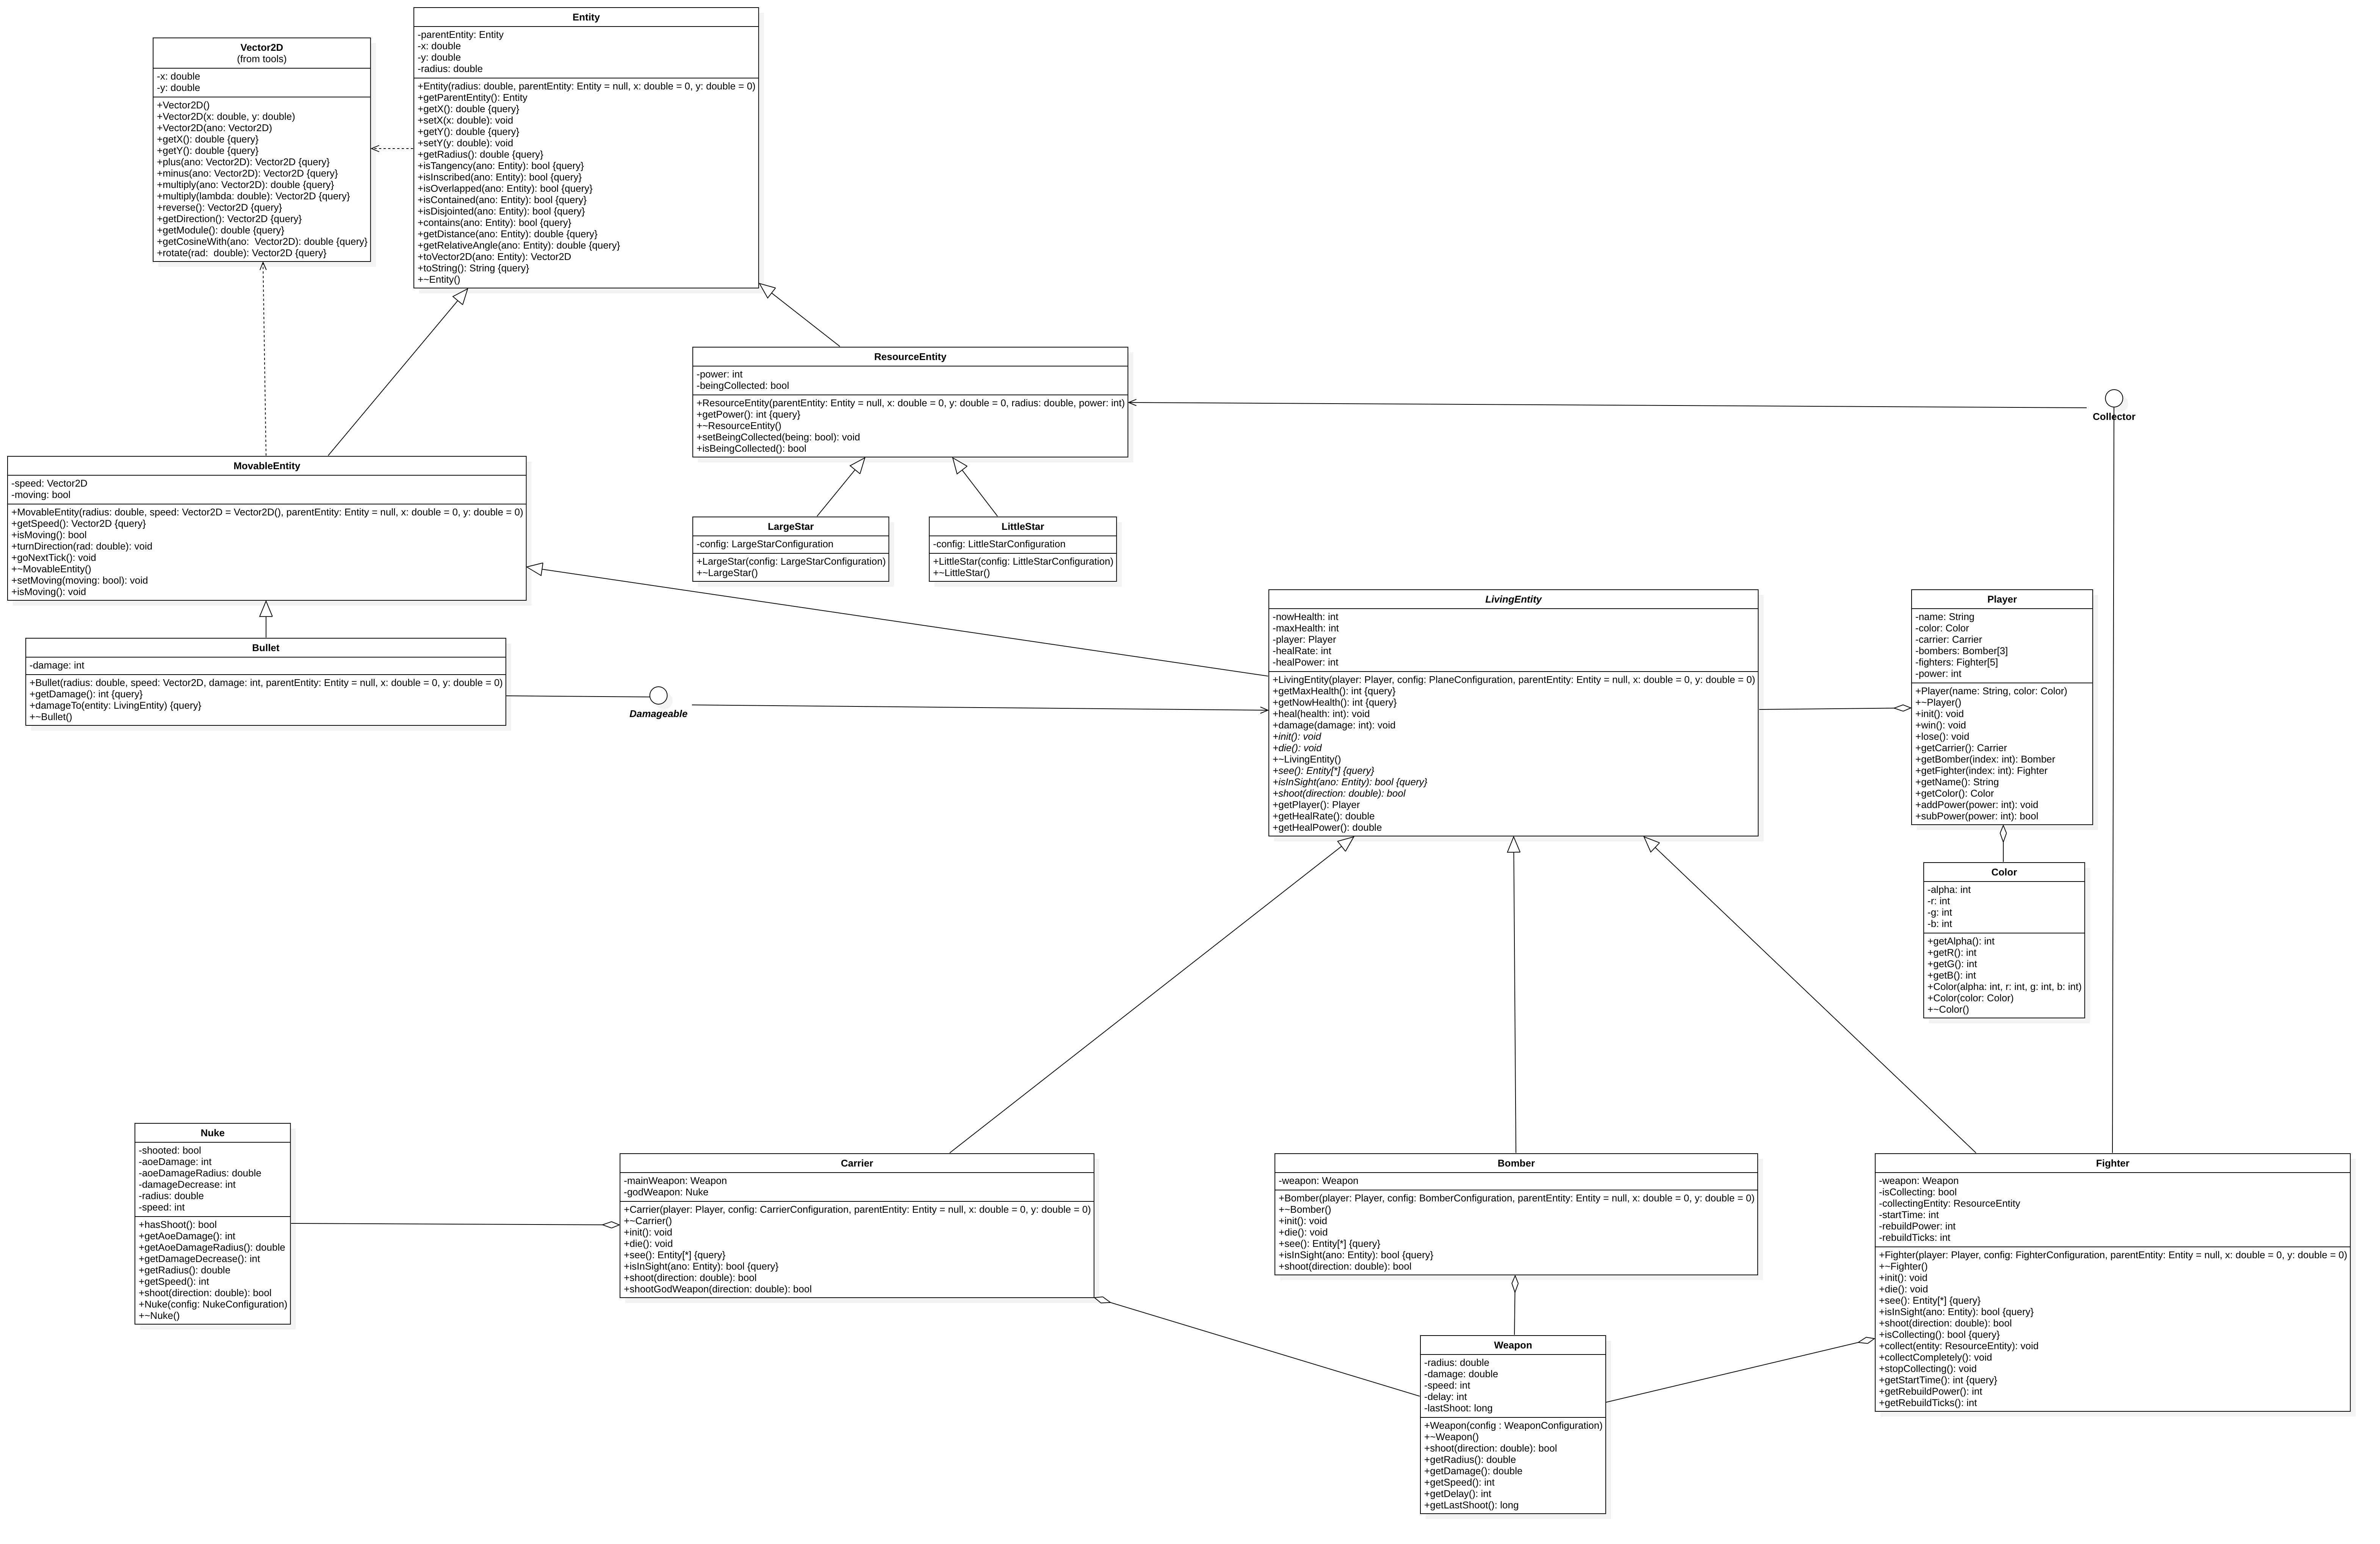 Entity
-parentEntity: Entity
-x: double
-y: double
-radius: double
+Entity(radius: double, parentEntity: Entity = null, x: double = 0, y: double = 0)
+getParentEntity(): Entity
+getX(): double {query}
+setX(x: double): void
+getY(): double {query}
+setY(y: double): void
+getRadius(): double {query}
+isTangency(ano: Entity): bool {query}
+isInscribed(ano: Entity): bool {query}
+isOverlapped(ano: Entity): bool {query}
+isContained(ano: Entity): bool {query}
+isDisjointed(ano: Entity): bool {query}
+contains(ano: Entity): bool {query}
+getDistance(ano: Entity): double {query}
+getRelativeAngle(ano: Entity): double {query}
+toVector2D(ano: Entity): Vector2D
+toString(): String {query}
+~Entity()
Vector2D
(from tools)
-x: double
-y: double
+Vector2D()
+Vector2D(x: double, y: double)
+Vector2D(ano: Vector2D)
+getX(): double {query}
+getY(): double {query}
+plus(ano: Vector2D): Vector2D {query}
+minus(ano: Vector2D): Vector2D {query}
+multiply(ano: Vector2D): double {query}
+multiply(lambda: double): Vector2D {query}
+reverse(): Vector2D {query}
+getDirection(): Vector2D {query}
+getModule(): double {query}
+getCosineWith(ano:  Vector2D): double {query}
+rotate(rad:  double): Vector2D {query}
ResourceEntity
-power: int
-beingCollected: bool
+ResourceEntity(parentEntity: Entity = null, x: double = 0, y: double = 0, radius: double, power: int)
+getPower(): int {query}
+~ResourceEntity()
+setBeingCollected(being: bool): void
+isBeingCollected(): bool
Collector
MovableEntity
-speed: Vector2D
-moving: bool
+MovableEntity(radius: double, speed: Vector2D = Vector2D(), parentEntity: Entity = null, x: double = 0, y: double = 0)
+getSpeed(): Vector2D {query}
+isMoving(): bool
+turnDirection(rad: double): void
+goNextTick(): void
+~MovableEntity()
+setMoving(moving: bool): void
+isMoving(): void
LargeStar
-config: LargeStarConfiguration
+LargeStar(config: LargeStarConfiguration)
+~LargeStar()
LittleStar
-config: LittleStarConfiguration
+LittleStar(config: LittleStarConfiguration)
+~LittleStar()
Bullet
-damage: int
+Bullet(radius: double, speed: Vector2D, damage: int, parentEntity: Entity = null, x: double = 0, y: double = 0)
+getDamage(): int {query}
+damageTo(entity: LivingEntity) {query}
+~Bullet()
Damageable
LivingEntity
-nowHealth: int
-maxHealth: int
-player: Player
-healRate: int
-healPower: int
+LivingEntity(player: Player, config: PlaneConfiguration, parentEntity: Entity = null, x: double = 0, y: double = 0)
+getMaxHealth(): int {query}
+getNowHealth(): int {query}
+heal(health: int): void
+damage(damage: int): void
+init(): void
+die(): void
+~LivingEntity()
+see(): Entity[*] {query}
+isInSight(ano: Entity): bool {query}
+shoot(direction: double): bool
+getPlayer(): Player
+getHealRate(): double
+getHealPower(): double
Player
-name: String
-color: Color
-carrier: Carrier
-bombers: Bomber[3]
-fighters: Fighter[5]
-power: int
+Player(name: String, color: Color)
+~Player()
+init(): void
+win(): void
+lose(): void
+getCarrier(): Carrier
+getBomber(index: int): Bomber
+getFighter(index: int): Fighter
+getName(): String
+getColor(): Color
+addPower(power: int): void
+subPower(power: int): bool
Color
-alpha: int
-r: int
-g: int
-b: int
+getAlpha(): int
+getR(): int
+getG(): int
+getB(): int
+Color(alpha: int, r: int, g: int, b: int)
+Color(color: Color)
+~Color()
Nuke
-shooted: bool
-aoeDamage: int
-aoeDamageRadius: double
-damageDecrease: int
-radius: double
-speed: int
+hasShoot(): bool
+getAoeDamage(): int
+getAoeDamageRadius(): double
+getDamageDecrease(): int
+getRadius(): double
+getSpeed(): int
+shoot(direction: double): bool
+Nuke(config: NukeConfiguration)
+~Nuke()
Carrier
-mainWeapon: Weapon
-godWeapon: Nuke
+Carrier(player: Player, config: CarrierConfiguration, parentEntity: Entity = null, x: double = 0, y: double = 0)
+~Carrier()
+init(): void
+die(): void
+see(): Entity[*] {query}
+isInSight(ano: Entity): bool {query}
+shoot(direction: double): bool
+shootGodWeapon(direction: double): bool
Bomber
-weapon: Weapon
+Bomber(player: Player, config: BomberConfiguration, parentEntity: Entity = null, x: double = 0, y: double = 0)
+~Bomber()
+init(): void
+die(): void
+see(): Entity[*] {query}
+isInSight(ano: Entity): bool {query}
+shoot(direction: double): bool
Fighter
-weapon: Weapon
-isCollecting: bool
-collectingEntity: ResourceEntity
-startTime: int
-rebuildPower: int
-rebuildTicks: int
+Fighter(player: Player, config: FighterConfiguration, parentEntity: Entity = null, x: double = 0, y: double = 0)
+~Fighter()
+init(): void
+die(): void
+see(): Entity[*] {query}
+isInSight(ano: Entity): bool {query}
+shoot(direction: double): bool
+isCollecting(): bool {query}
+collect(entity: ResourceEntity): void
+collectCompletely(): void
+stopCollecting(): void
+getStartTime(): int {query}
+getRebuildPower(): int
+getRebuildTicks(): int
Weapon
-radius: double
-damage: double
-speed: int
-delay: int
-lastShoot: long
+Weapon(config : WeaponConfiguration)
+~Weapon()
+shoot(direction: double): bool
+getRadius(): double
+getDamage(): double
+getSpeed(): int
+getDelay(): int
+getLastShoot(): long